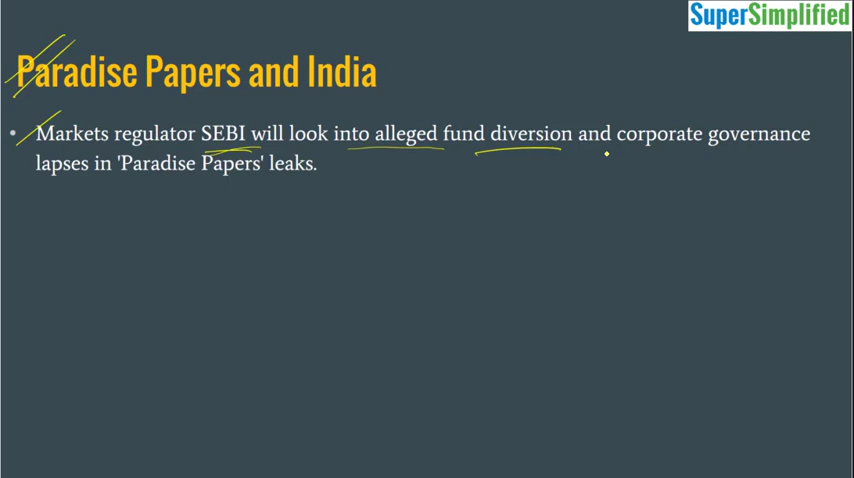 SuperSimplified
Paradise Papers and India
• Markets regulator SEBI will look into alleged fund diversion and corporate governance
lapses in 'Paradise Papers' leaks.